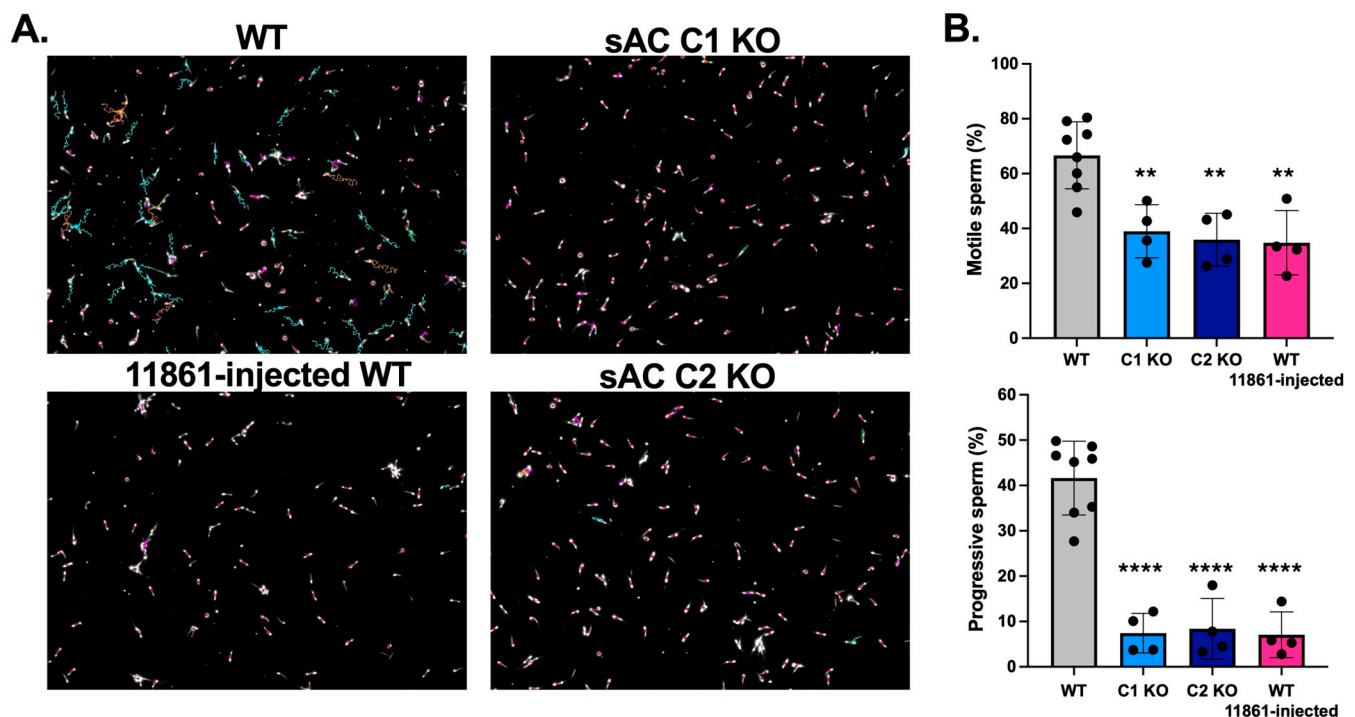 A.
WT
sAC C1 KO
11861-injected WT
sAC C2 KO
B.
Motile sperm (%)
100
80
60
40
20
0
**
**
**
WT
C1 KO
C2 KO
WT
11861-injected
Progressive sperm (%)
60
50
40
30
20
10
0
****
****
****
WT
C1 KO
C2 KO
WT
11861-injected